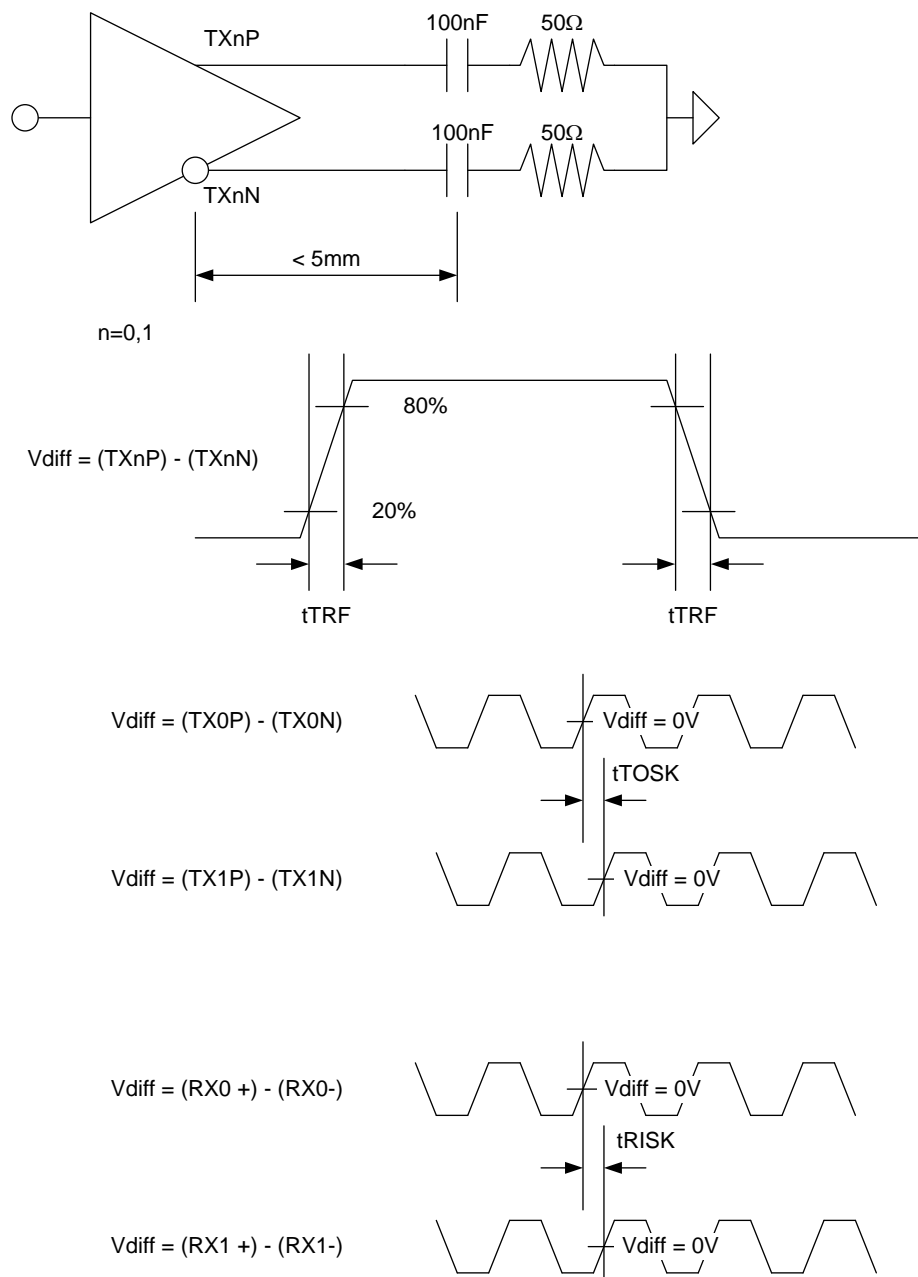 TXnP
100nF
50Ω
100nF
50Ω
TXnN
< 5mm
n=0,1
80%
Vdiff = (TXnP) - (TXnN)
20%
tTRF
tTRF
Vdiff = (TX0P) - (TX0N)
Vdiff = 0V
tTOSK
Vdiff = (TX1P) - (TX1N)
Vdiff = 0V
Vdiff = (RX0 +) - (RX0-)
Vdiff = 0V
tRISK
Vdiff = (RX1 +) - (RX1-)
Vdiff = 0V